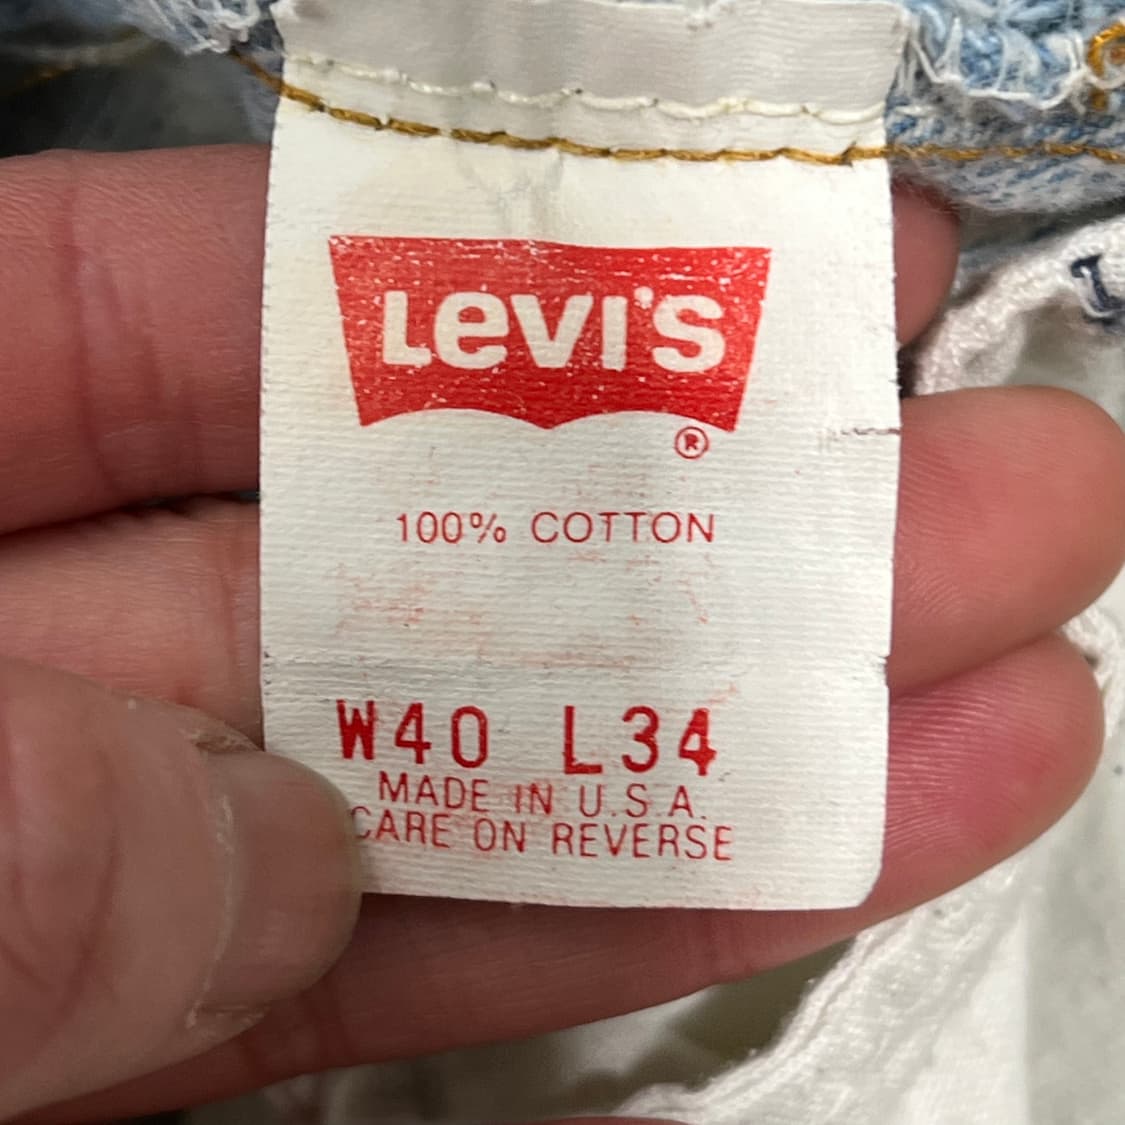 Levi's
®
100% COTTON
W40 L34
MADE IN U.S.A.
CARE ON REVERSE